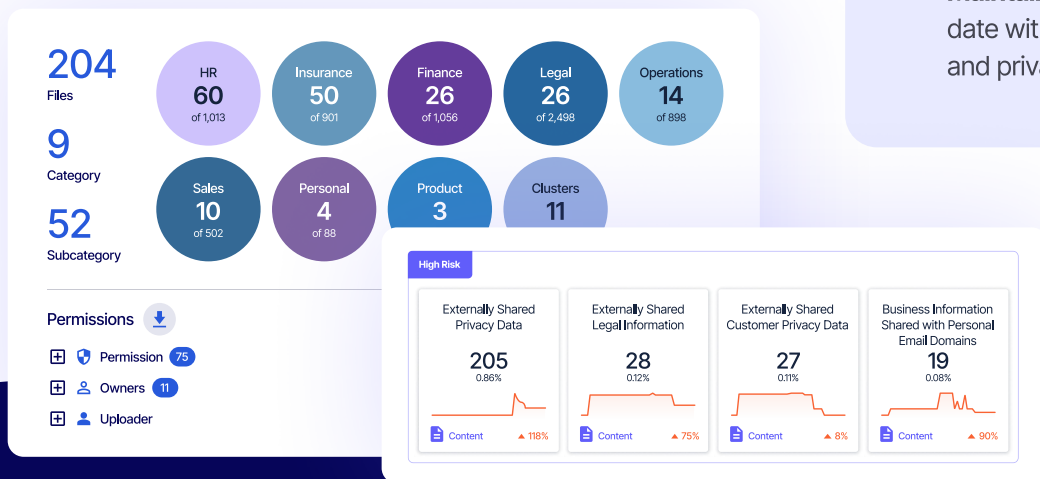 date
and
204
Files
9
Category
52
Subcategory
HR
60
of 1,013
Insurance
50
of 901
Finance
26
of 1,056
Legal
26
of 2,498
Operations
14
of 898
Sales
10
of 502
Personal
4
of 88
Product
3
Clusters
11
Permissions
Permission 75
Owners 11
Uploader
High Risk
Externally Shared
Privacy Data
205
0.86%
Content
118%
Externally Shared
Legal Information
28
0.12%
Content
75%
Externally Shared
Customer Privacy Data
27
0.11%
Content
8%
Business Information
Shared with Personal
Email Domains
19
0.08%
Content
90%